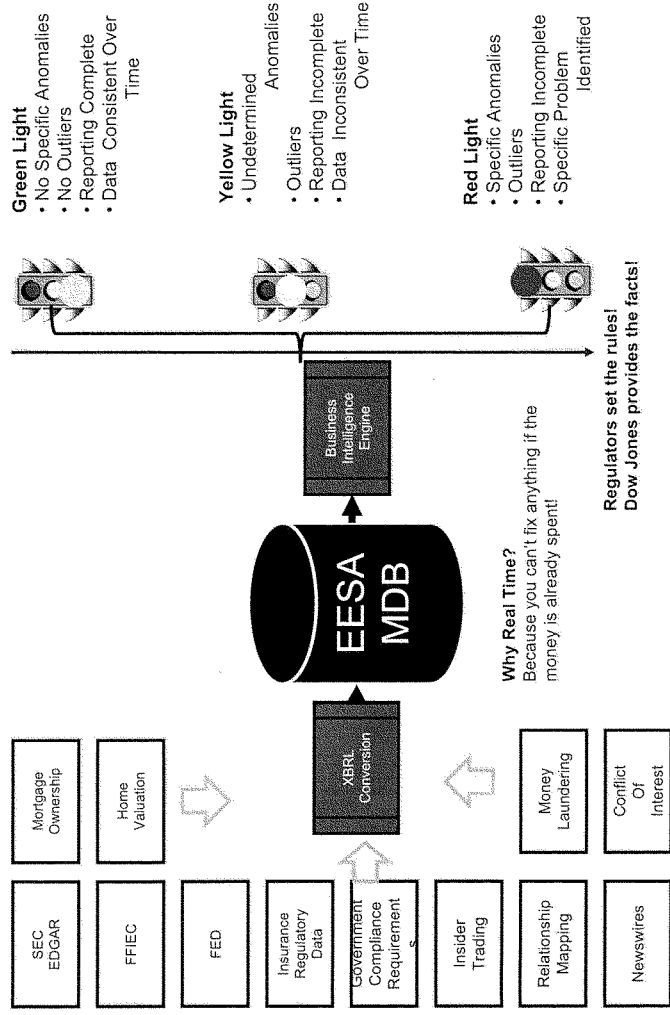 SEC
EDGAR
FFIEC
FED
Insurance
Regulatory
Data
Government
Compliance
Requirement
s
Insider
Trading
Relationship
Mapping
Newswires
Mortgage
Ownership
Home
Valuation
Money
Laundering
Conflict
Of
Interest
XBRL
Conversion
EESA
MDB
Business
Intelligence
Engine
Why Real Time?
Because you can't fix anything if the
money is already spent!
Regulators set the rules!
Dow Jones provides the facts!
Green Light
• No Specific Anomalies
• No Outliers
• Reporting Complete
• Data Consistent Over
Time
Yellow Light
• Undetermined
Anomalies
• Outliers
• Reporting Incomplete
• Data Inconsistent
Over Time
Red Light
• Specific Anomalies
• Outliers
• Reporting Incomplete
• Specific Problem
Identified